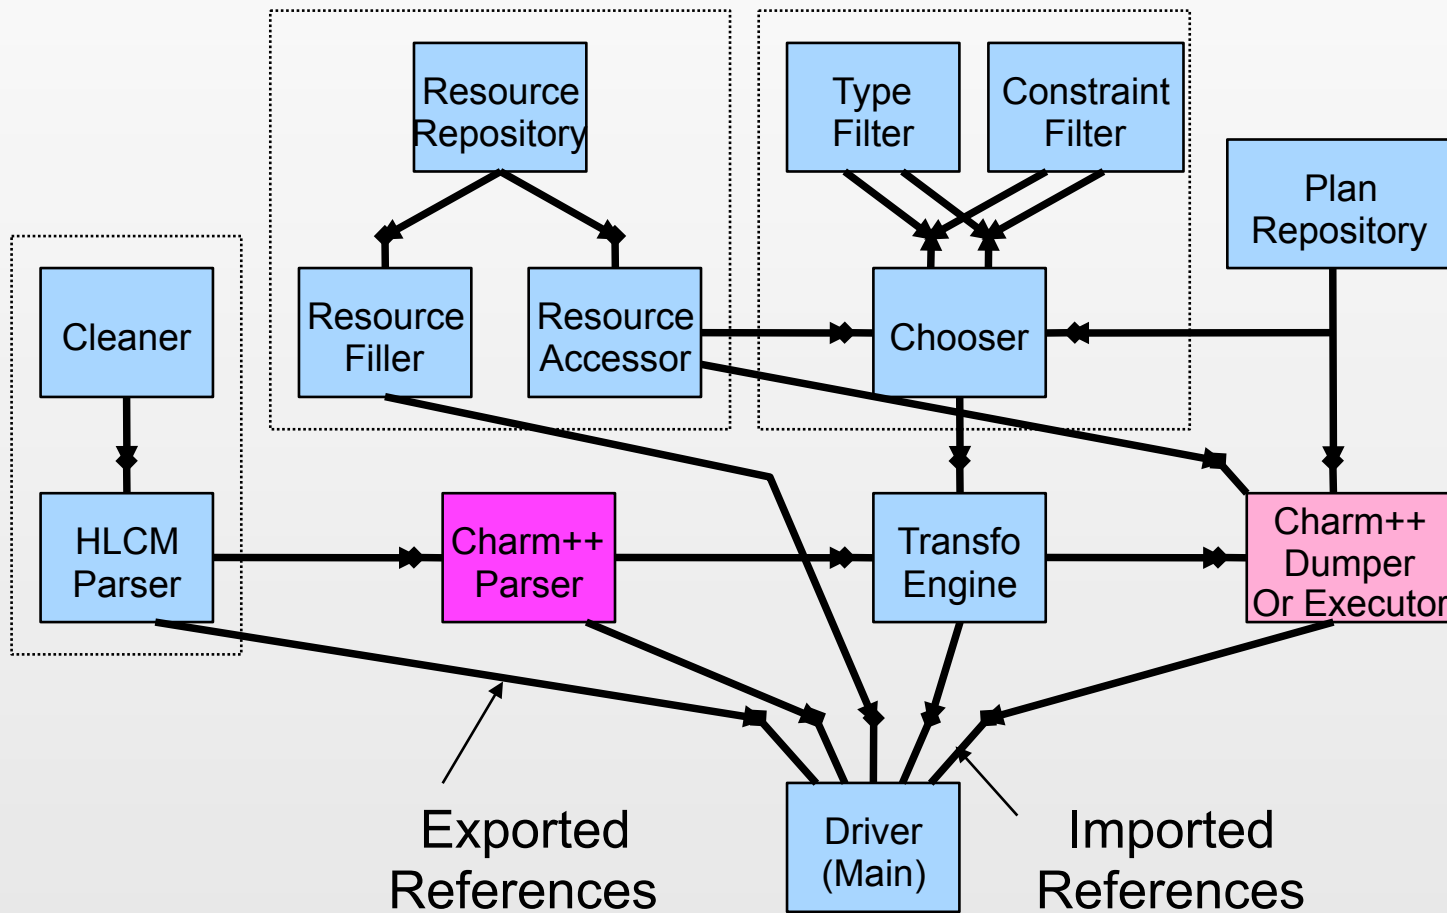 Resource
Repository
Type
Filter
Constraint
Filter
Plan
Repository
Cleaner
Resource
Filler
Resource
Accessor
Chooser
HLCM
Parser
Charm++
Parser
Transfo
Engine
Charm++
Dumper
Or Executor
Exported
References
Driver
(Main)
Imported
References